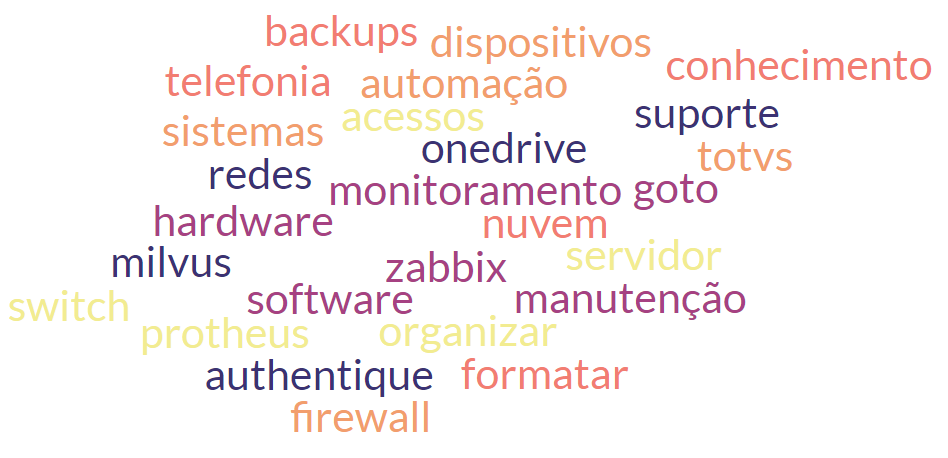 backups
dispositivos
conhecimento
telefonia
automação
acessos
suporte
sistemas
onedrive
totvs
redes
monitoramento
goto
hardware
nuvem
milvus
zabbix
servidor
switch
software
manutenção
protheus
organizar
authentique
formatar
firewall